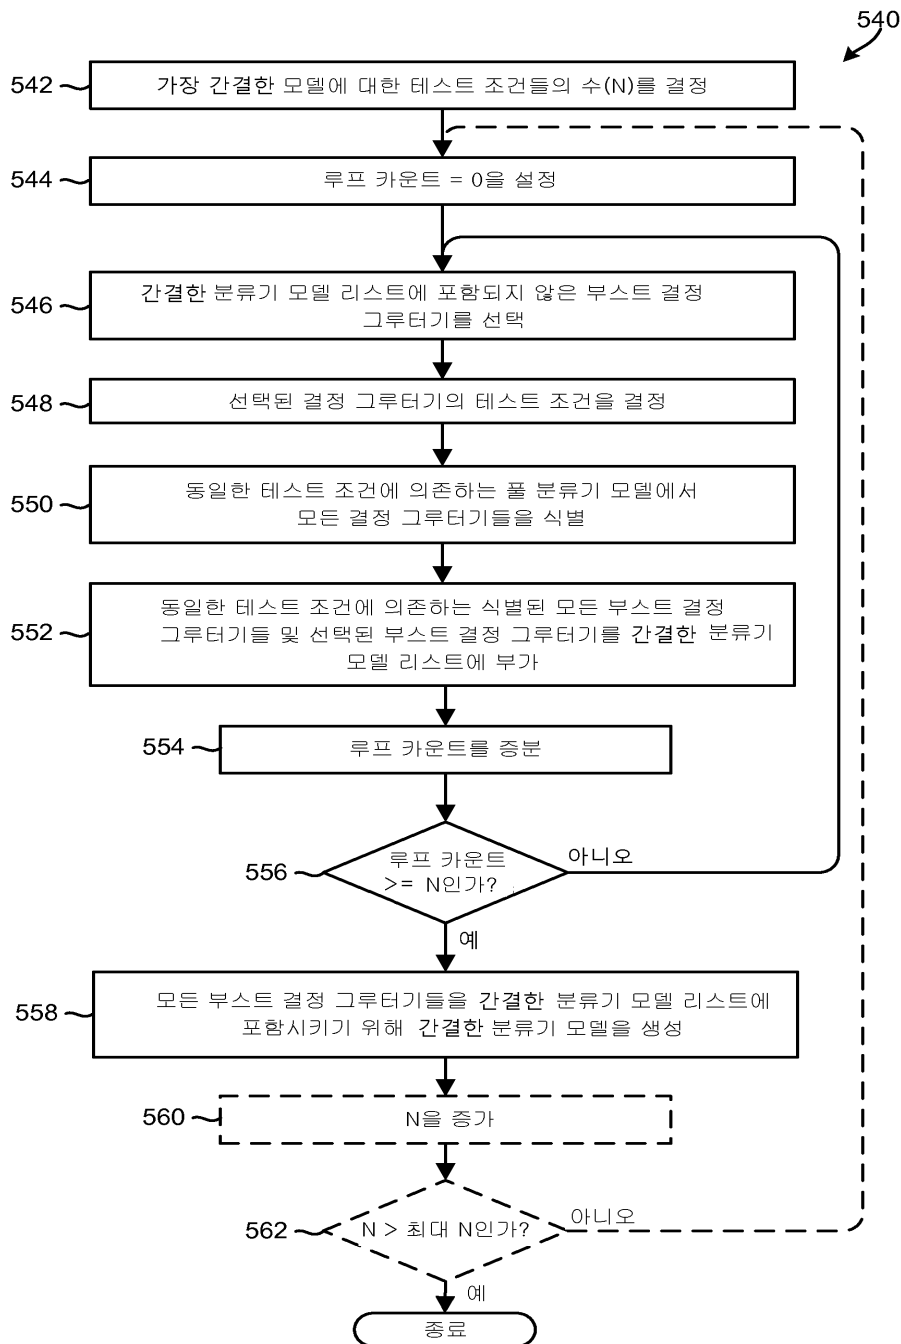 540
542
가장 간결한 모델에 대한 테스트 조건들의 수(N)를 결정
544
루프 카운트 = 0을 설정
546
간결한 분류기 모델 리스트에 포함되지 않은 부스트 결정
그루터기를 선택
548
선택된 결정 그루터기의 테스트 조건을 결정
550
동일한 테스트 조건에 의존하는 풀 분류기 모델에서
모든 결정 그루터기들을 식별
552
동일한 테스트 조건에 의존하는 식별된 모든 부스트 결정
그루터기들 및 선택된 부스트 결정 그루터기를 간결한 분류기
모델 리스트에 부가
554
루프 카운트를 증분
556
루프 카운트
>= N인가?
아니오
예
558
모든 부스트 결정 그루터기들을 간결한 분류기 모델 리스트에
포함시키기 위해 간결한 분류기 모델을 생성
560
N을 증가
562
N > 최대 N인가?
아니오
예
종료